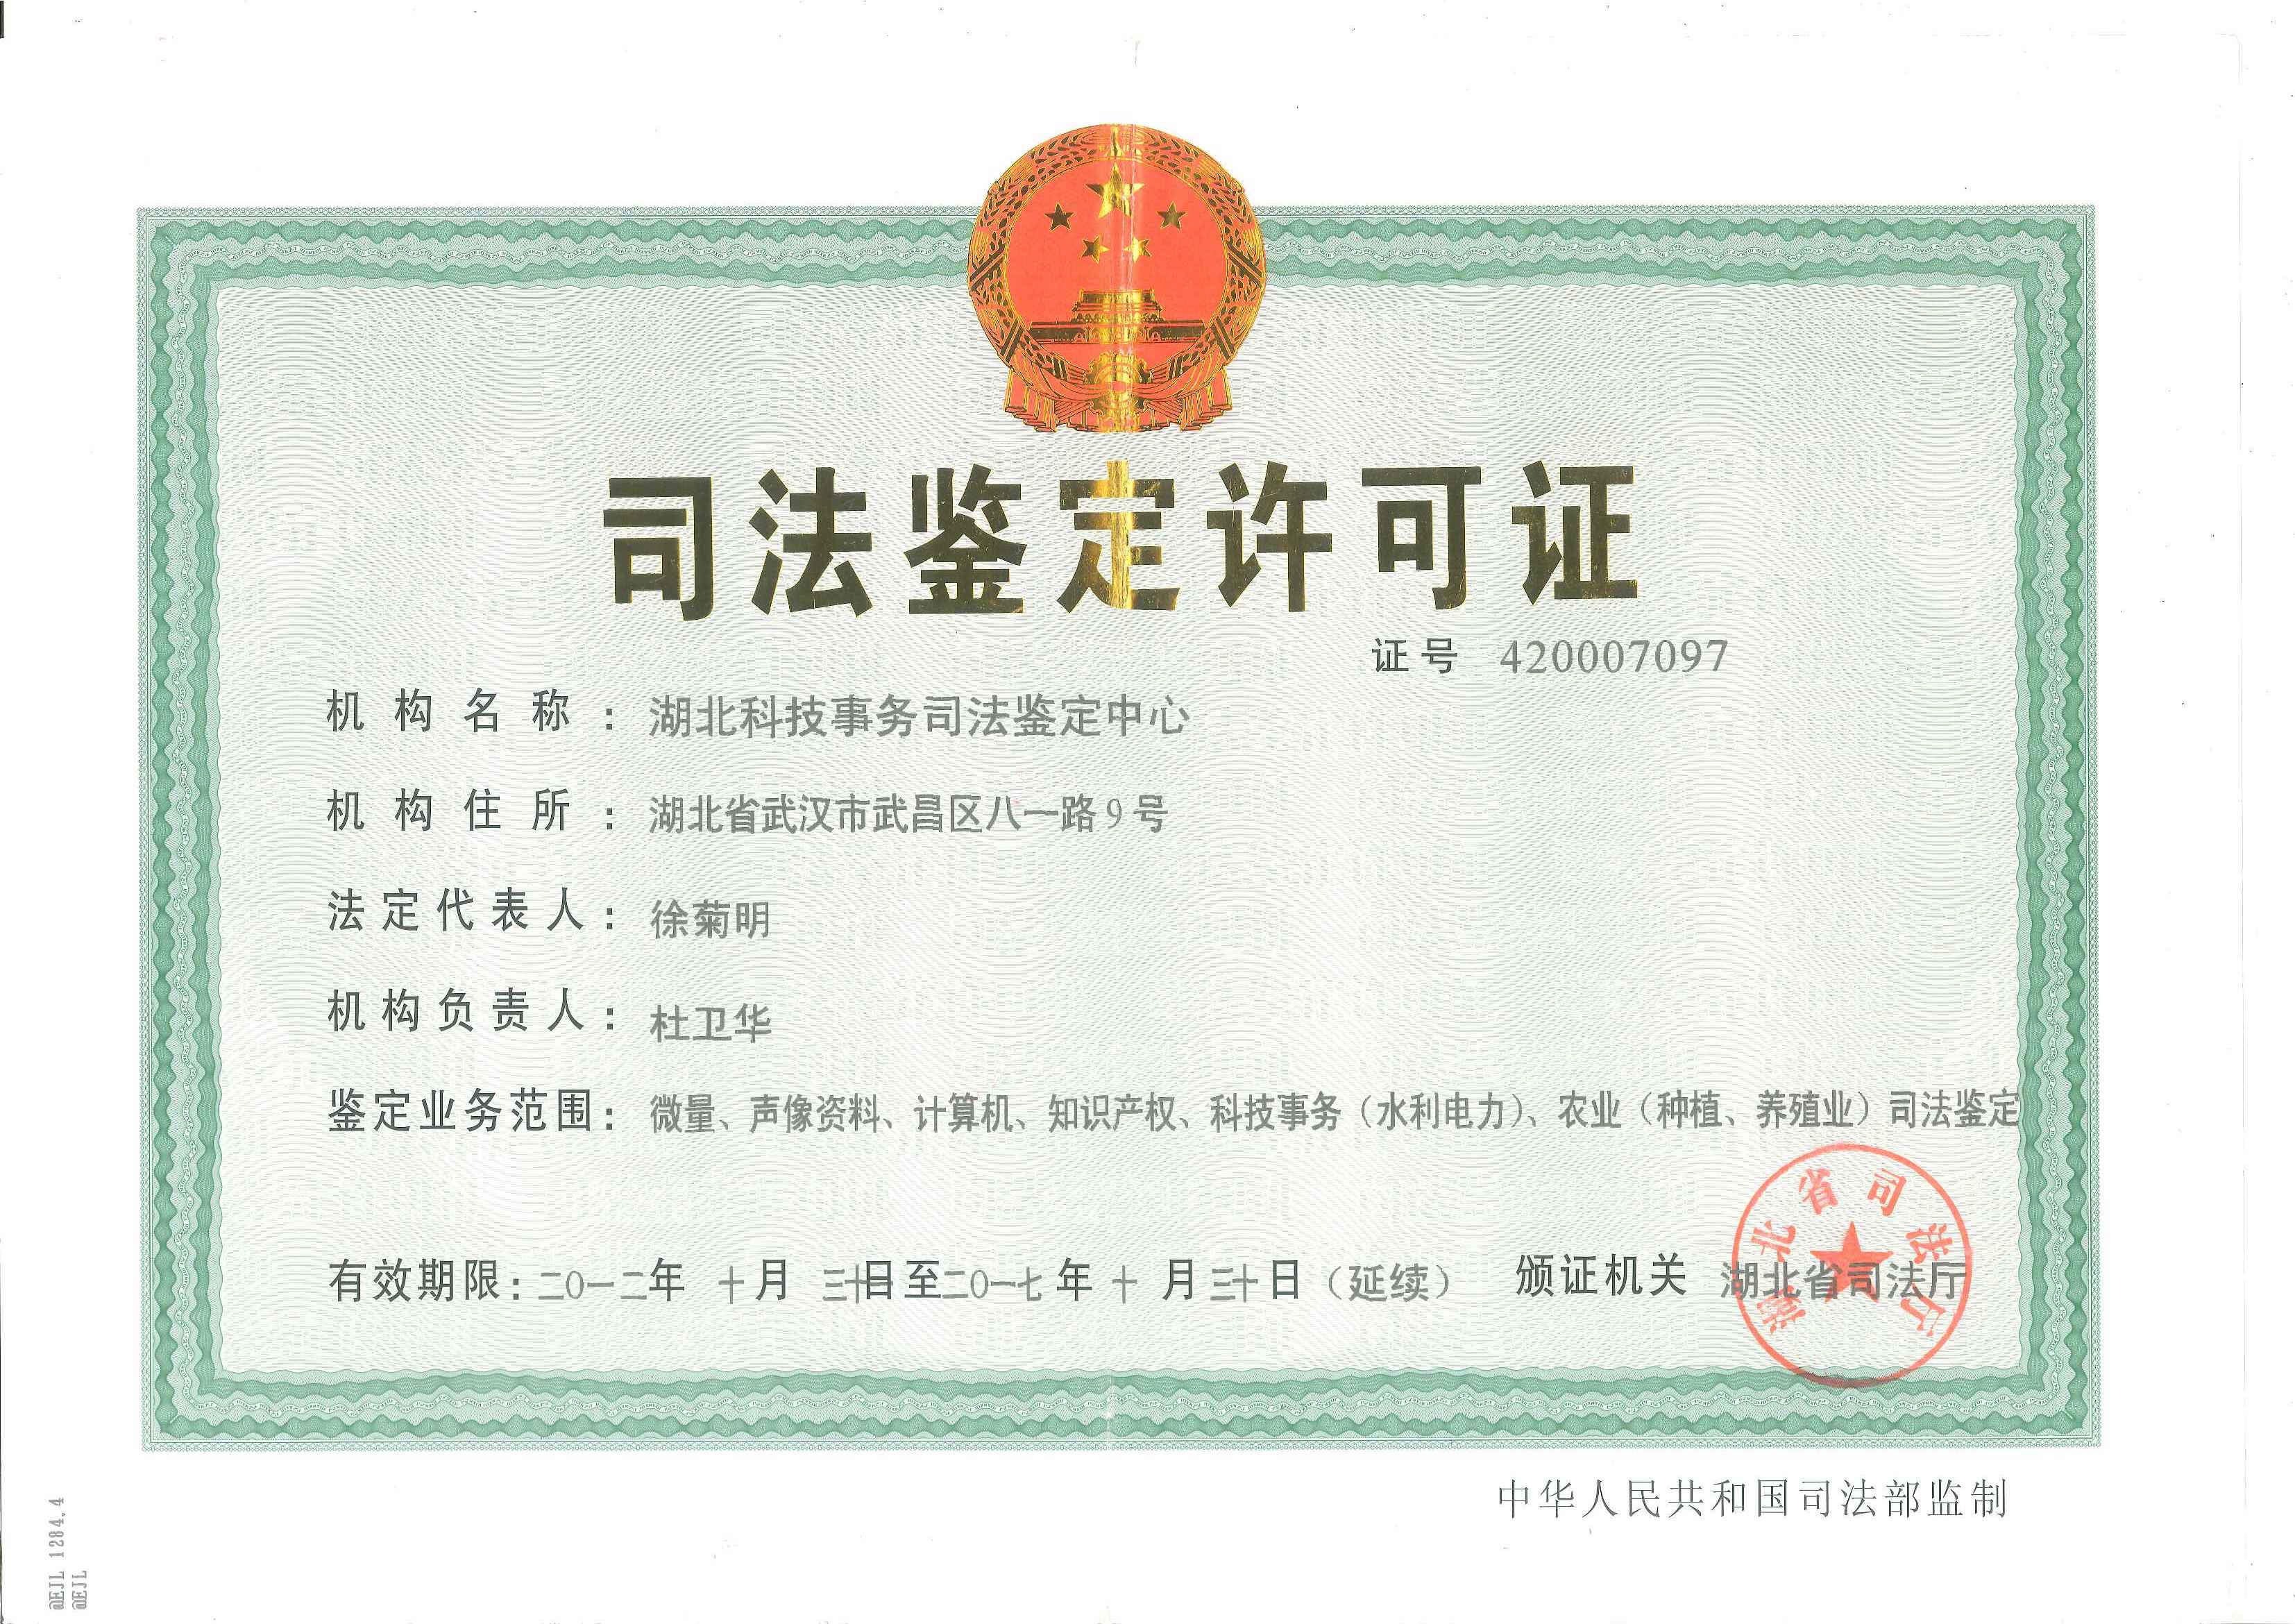 司法鉴定许可证
证号 420007097
机构名称：湖北科技事务司法鉴定中心
机构住所：湖北省武汉市武昌区八一路9号
法定代表人：徐菊明
机构负责人：杜卫华
鉴定业务范围：微量、声像资料、计算机、知识产权、科技事务（水利电力）、农业（种植、养殖业）司法鉴定
有效期限：二〇一二年 十月 三十日至二〇一七年十月三十日（延续） 颁证机关 湖北省司法厅
湖北省司法厅
中华人民共和国司法部监制
@EJL 1284.4
@EJL